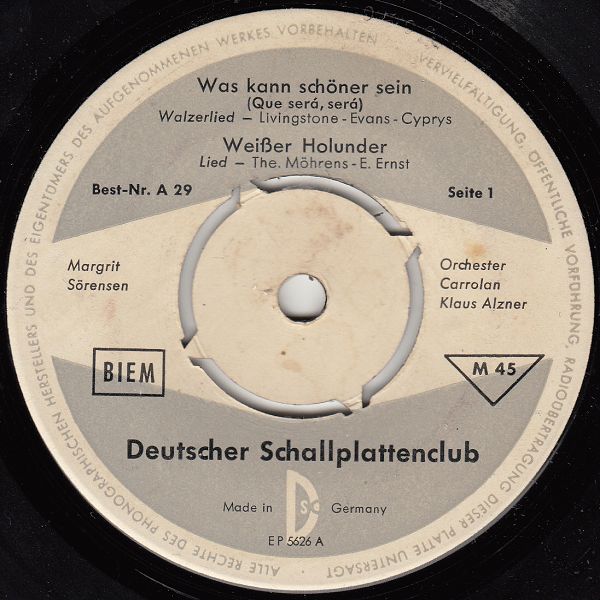 ALLE RECHTE DES PHONOGRAPHISCHEN HERSTELLERS UND DES EIGENTÜMERS DES AUFGENOMMENEN WERKES VORBEHALTEN
VERVIELFÄLTIGUNG, ÖFFENTLICHE VORFÜHRUNG, RADIOÜBERTRAGUNG DIESER PLATTE UNTERSAGT
Was kann schöner sein
(Que será, será)
Walzerlied – Livingstone - Evans - Cyprys
Weißer Holunder
Lied – The. Möhrens - E. Ernst
Best-Nr. A 29
Seite 1
Margrit
Sörensen
Orchester
Carrolan
Klaus Alzner
BIEM
M 45
Deutscher Schallplattenclub
Made in DSC Germany
EP 5626 A